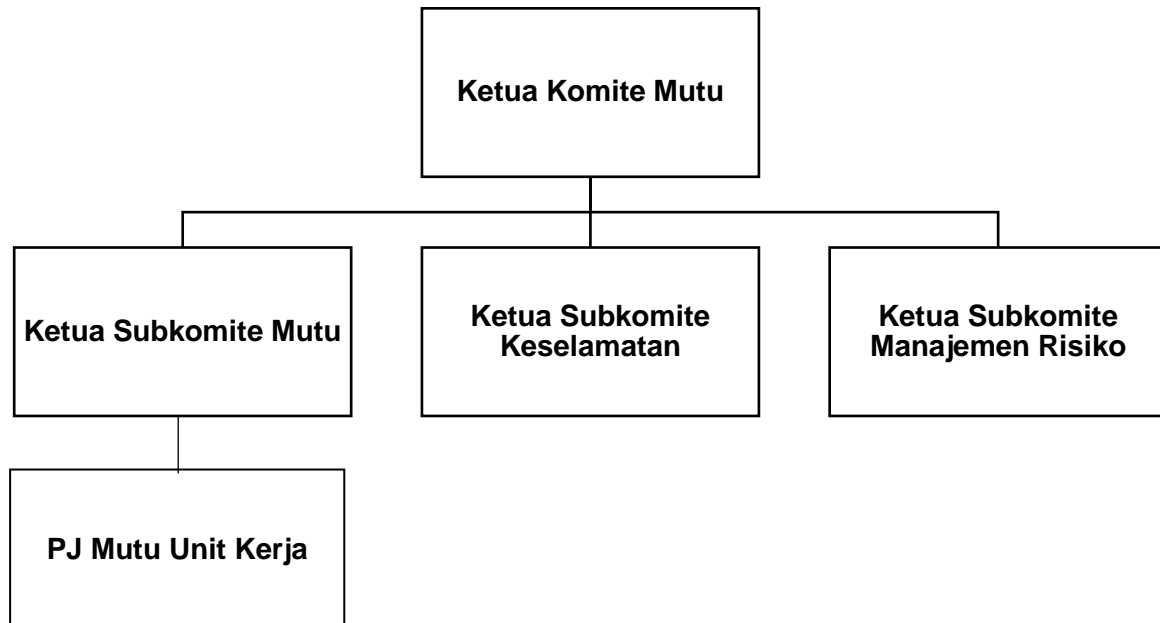 Ketua Komite Mutu
Ketua Subkomite Mutu
Ketua Subkomite
Keselamatan
Ketua Subkomite
Manajemen Risiko
PJ Mutu Unit Kerja